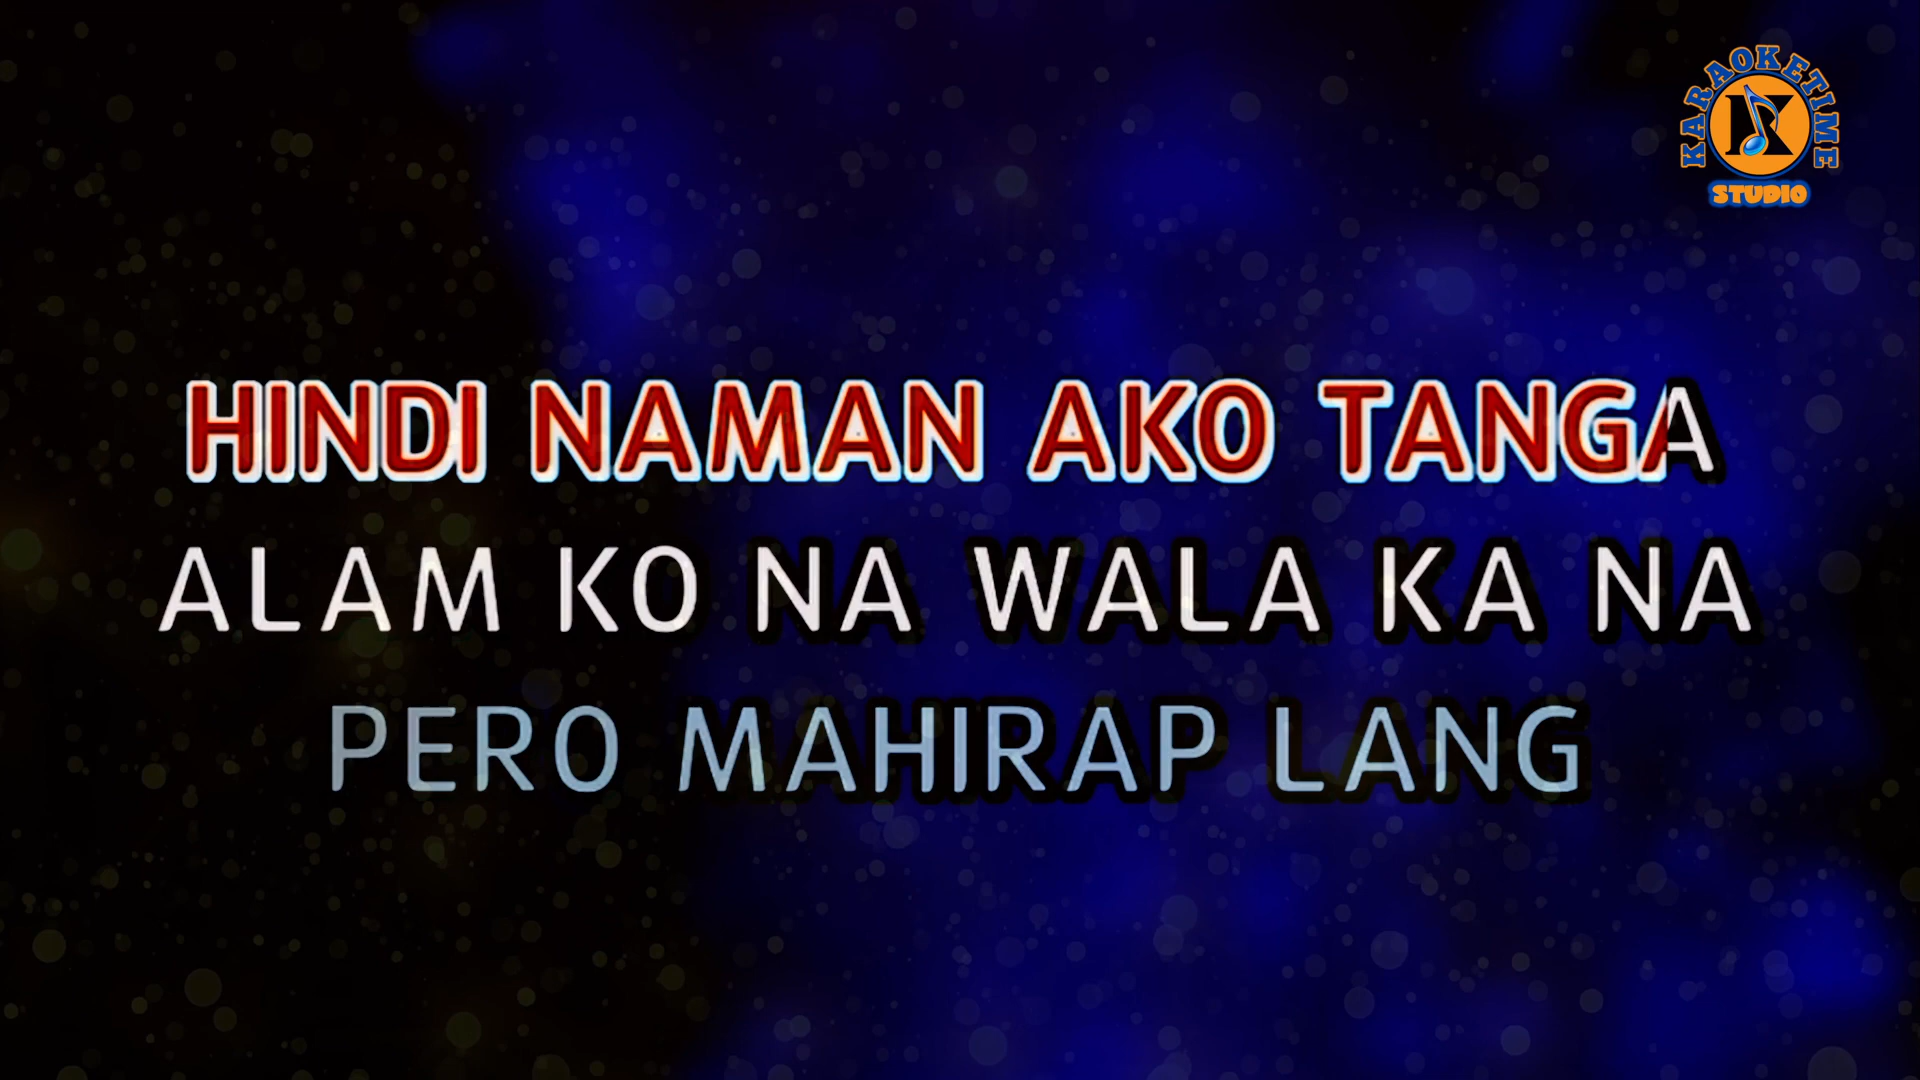 KARAOKETIME
STUDIO
HINDI NAMAN AKO TANGA
ALAM KO NA WALA KA NA
PERO MAHIRAP LANG